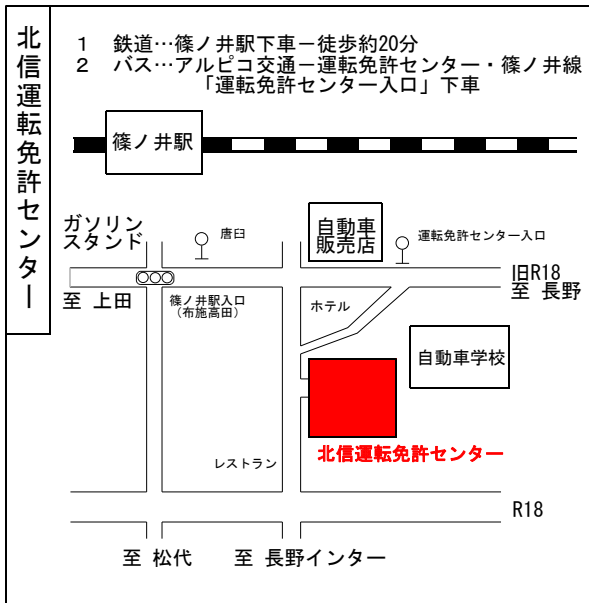 北信運転免許センター
1 鉄道…篠ノ井駅下車－徒歩約20分
2 バス…アルピコ交通－運転免許センター・篠ノ井線
「運転免許センター入口」下車
篠ノ井駅
ガソリン
スタンド
唐臼
自動車
販売店
運転免許センター入口
旧R18
至 上田
篠ノ井駅入口
(布施高田)
ホテル
至 長野
自動車学校
北信運転免許センター
レストラン
R18
至 松代
至 長野インター